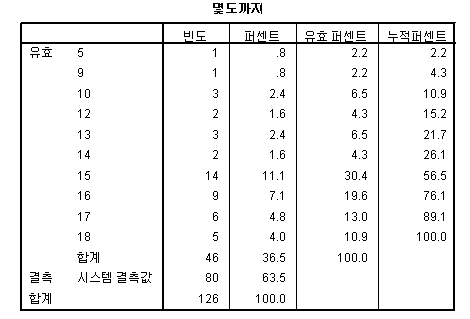 몇도까지
빈도 퍼센트 유효 퍼센트 누적퍼센트
유효 5 1 .8 2.2 2.2
9 1 .8 2.2 4.3
10 3 2.4 6.5 10.9
12 2 1.6 4.3 15.2
13 3 2.4 6.5 21.7
14 2 1.6 4.3 26.1
15 14 11.1 30.4 56.5
16 9 7.1 19.6 76.1
17 6 4.8 13.0 89.1
18 5 4.0 10.9 100.0
합계 46 36.5 100.0
결측 시스템 결측값 80 63.5
합계 126 100.0